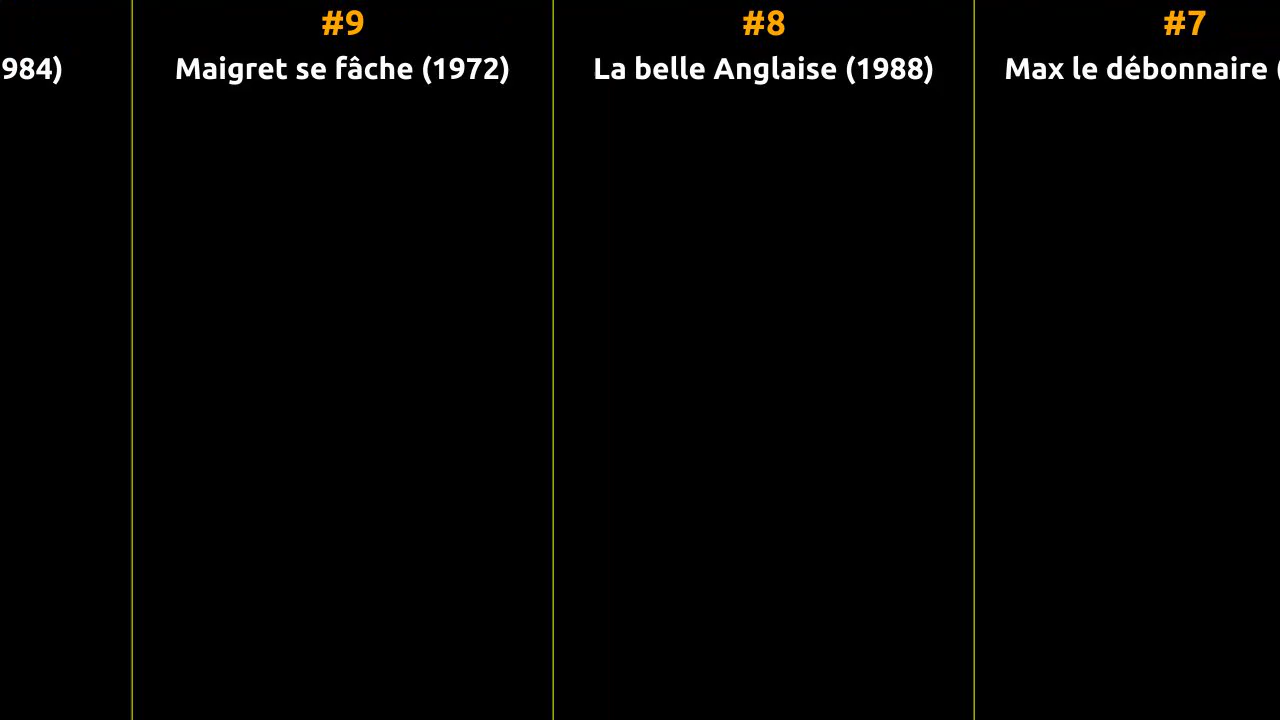 984)
#9
Maigret se fâche (1972)
#8
La belle Anglaise (1988)
#7
Max le débonnaire (